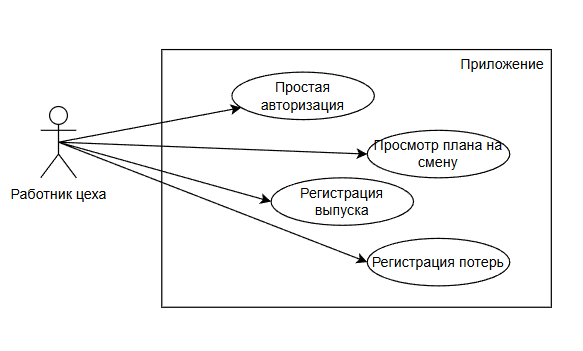 Приложение
Простая
авторизация
Просмотр плана на
смену
Работник цеха
Регистрация
выпуска
Регистрация потерь